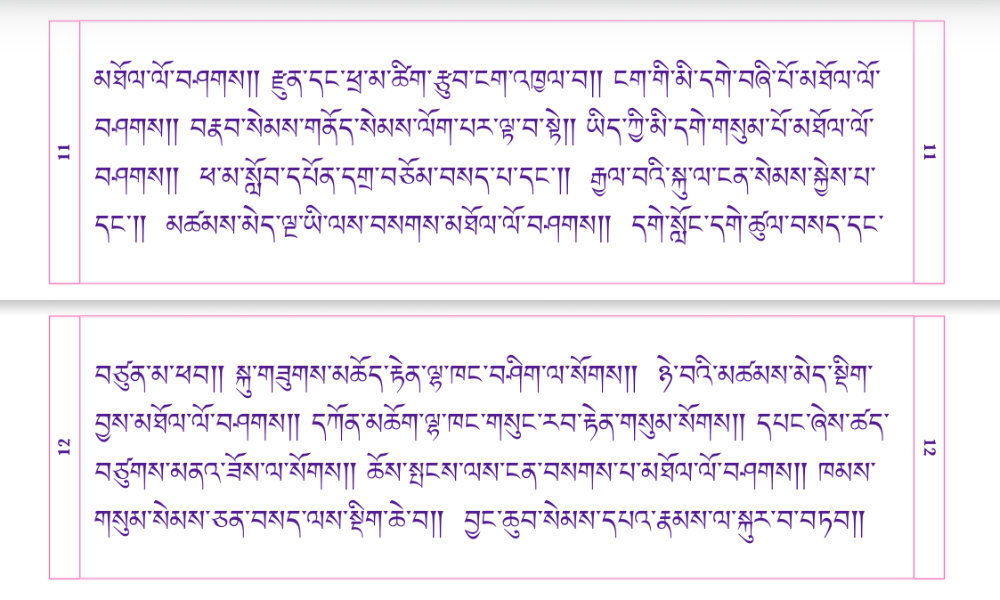 མཐོལ་ལོ་བཤགས།། རྫུན་དང་ཕྲ་མ་ཚིག་རྩུབ་ངག་འཁྱལ་བ།། ངག་གི་མི་དགེ་བཞི་པོ་མཐོལ་ལོ་
བཤགས།། བརྣབ་སེམས་གནོད་སེམས་ལོག་པར་ལྟ་བ་སྟེ།། ཡིད་ཀྱི་མི་དགེ་གསུམ་པོ་མཐོལ་ལོ་
11
11
བཤགས།། ཕ་མ་སློབ་དཔོན་དགྲ་བཅོམ་བསད་པ་དང་།། རྒྱལ་བའི་སྐུ་ལ་ངན་སེམས་སྐྱེས་པ་
དང་།། མཚམས་མེད་ལྔ་ཡི་ལས་བསགས་མཐོལ་ལོ་བཤགས།། དགེ་སློང་དགེ་ཚུལ་བསད་དང་
བཙུན་མ་ཕབ།། སྐུ་གཟུགས་མཆོད་རྟེན་ལྷ་ཁང་བཤིག་ལ་སོགས།། ཉེ་བའི་མཚམས་མེད་སྡིག་
བྱས་མཐོལ་ལོ་བཤགས།། དཀོན་མཆོག་ལྷ་ཁང་གསུང་རབ་རྟེན་གསུམ་སོགས།། དཔང་ཞེས་ཚད་
12
12
བཙུགས་མནའ་ཟོས་ལ་སོགས།། ཆོས་སྤངས་ལས་ངན་བསགས་པ་མཐོལ་ལོ་བཤགས།། ཁམས་
གསུམ་སེམས་ཅན་བསད་ལས་སྡིག་ཆེ་བ།། བྱང་ཆུབ་སེམས་དཔའ་རྣམས་ལ་སྐུར་བ་བཏབ།།